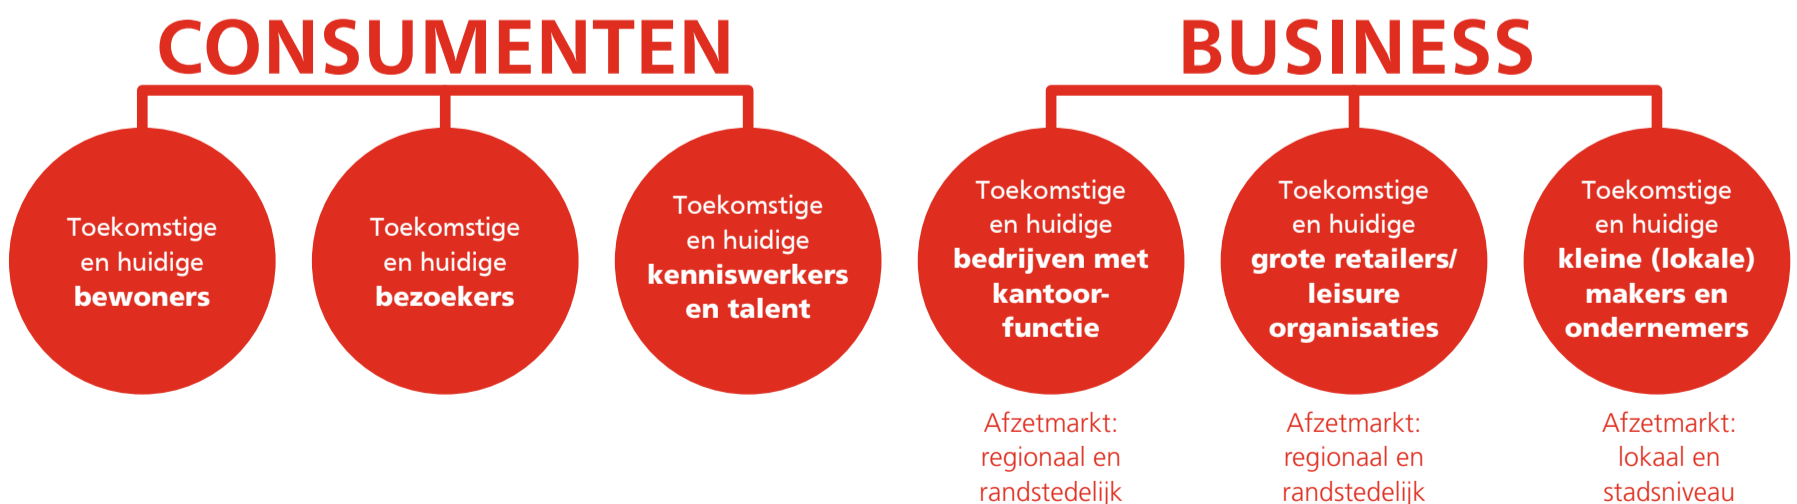 CONSUMENTEN
Toekomstige
en huidige
bewoners
Toekomstige
en huidige
bezoekers
Toekomstige
en huidige
kenniswerkers
en talent
BUSINESS
Toekomstige
en huidige
bedrijven met
kantoor-
functie
Afzetmarkt:
regionaal en
randstedelijk
Toekomstige
en huidige
grote retailers/
leisure
organisaties
Afzetmarkt:
regionaal en
randstedelijk
Toekomstige
en huidige
kleine (lokale)
makers en
ondernemers
Afzetmarkt:
lokaal en
stadsniveau